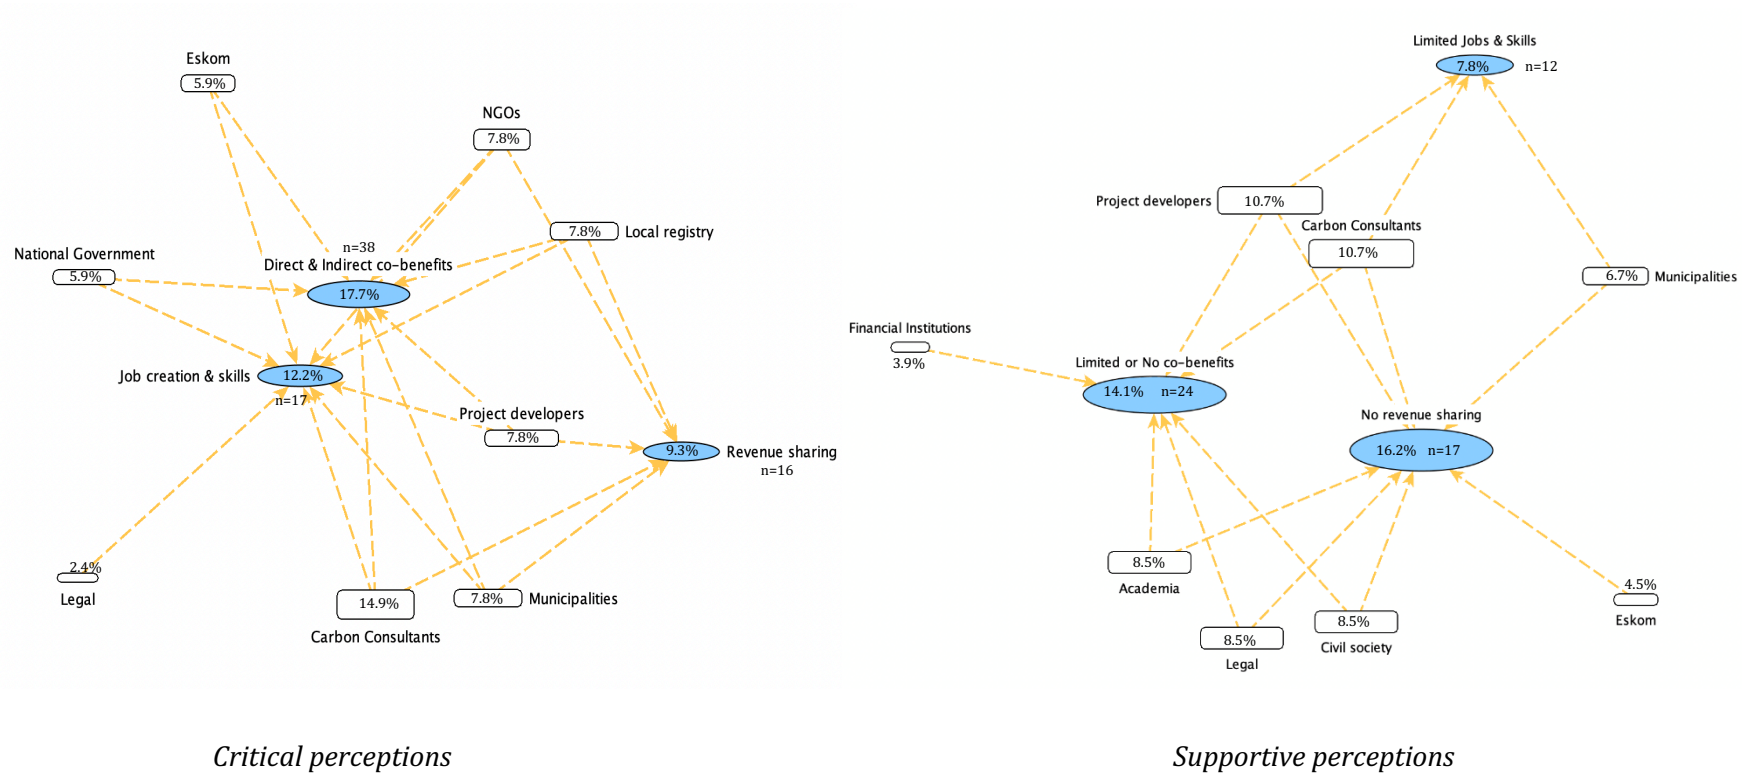 Eskom
5.9%
NGOs
7.8%
7.8% Local registry
National Government
5.9%
n=38
Direct & Indirect co-benefits
17.7%
Job creation & skills 12.2%
n=17
Project developers
7.8%
9.3% Revenue sharing
n=16
2.4%
Legal
14.9%
Carbon Consultants
7.8% Municipalities
Critical perceptions
Limited Jobs & Skills
7.8% n=12
Project developers 10.7%
Carbon Consultants
10.7%
6.7% Municipalities
Financial Institutions
3.9%
Limited or No co-benefits
14.1% n=24
No revenue sharing
16.2% n=17
8.5%
Academia
8.5%
Legal
8.5%
Civil society
4.5%
Eskom
Supportive perceptions